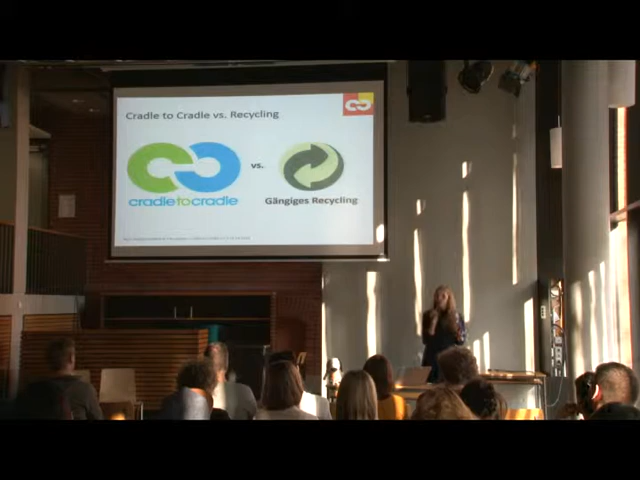 Cradle to Cradle vs. Recycling
cradletocradle
vs.
Gängiges Recycling